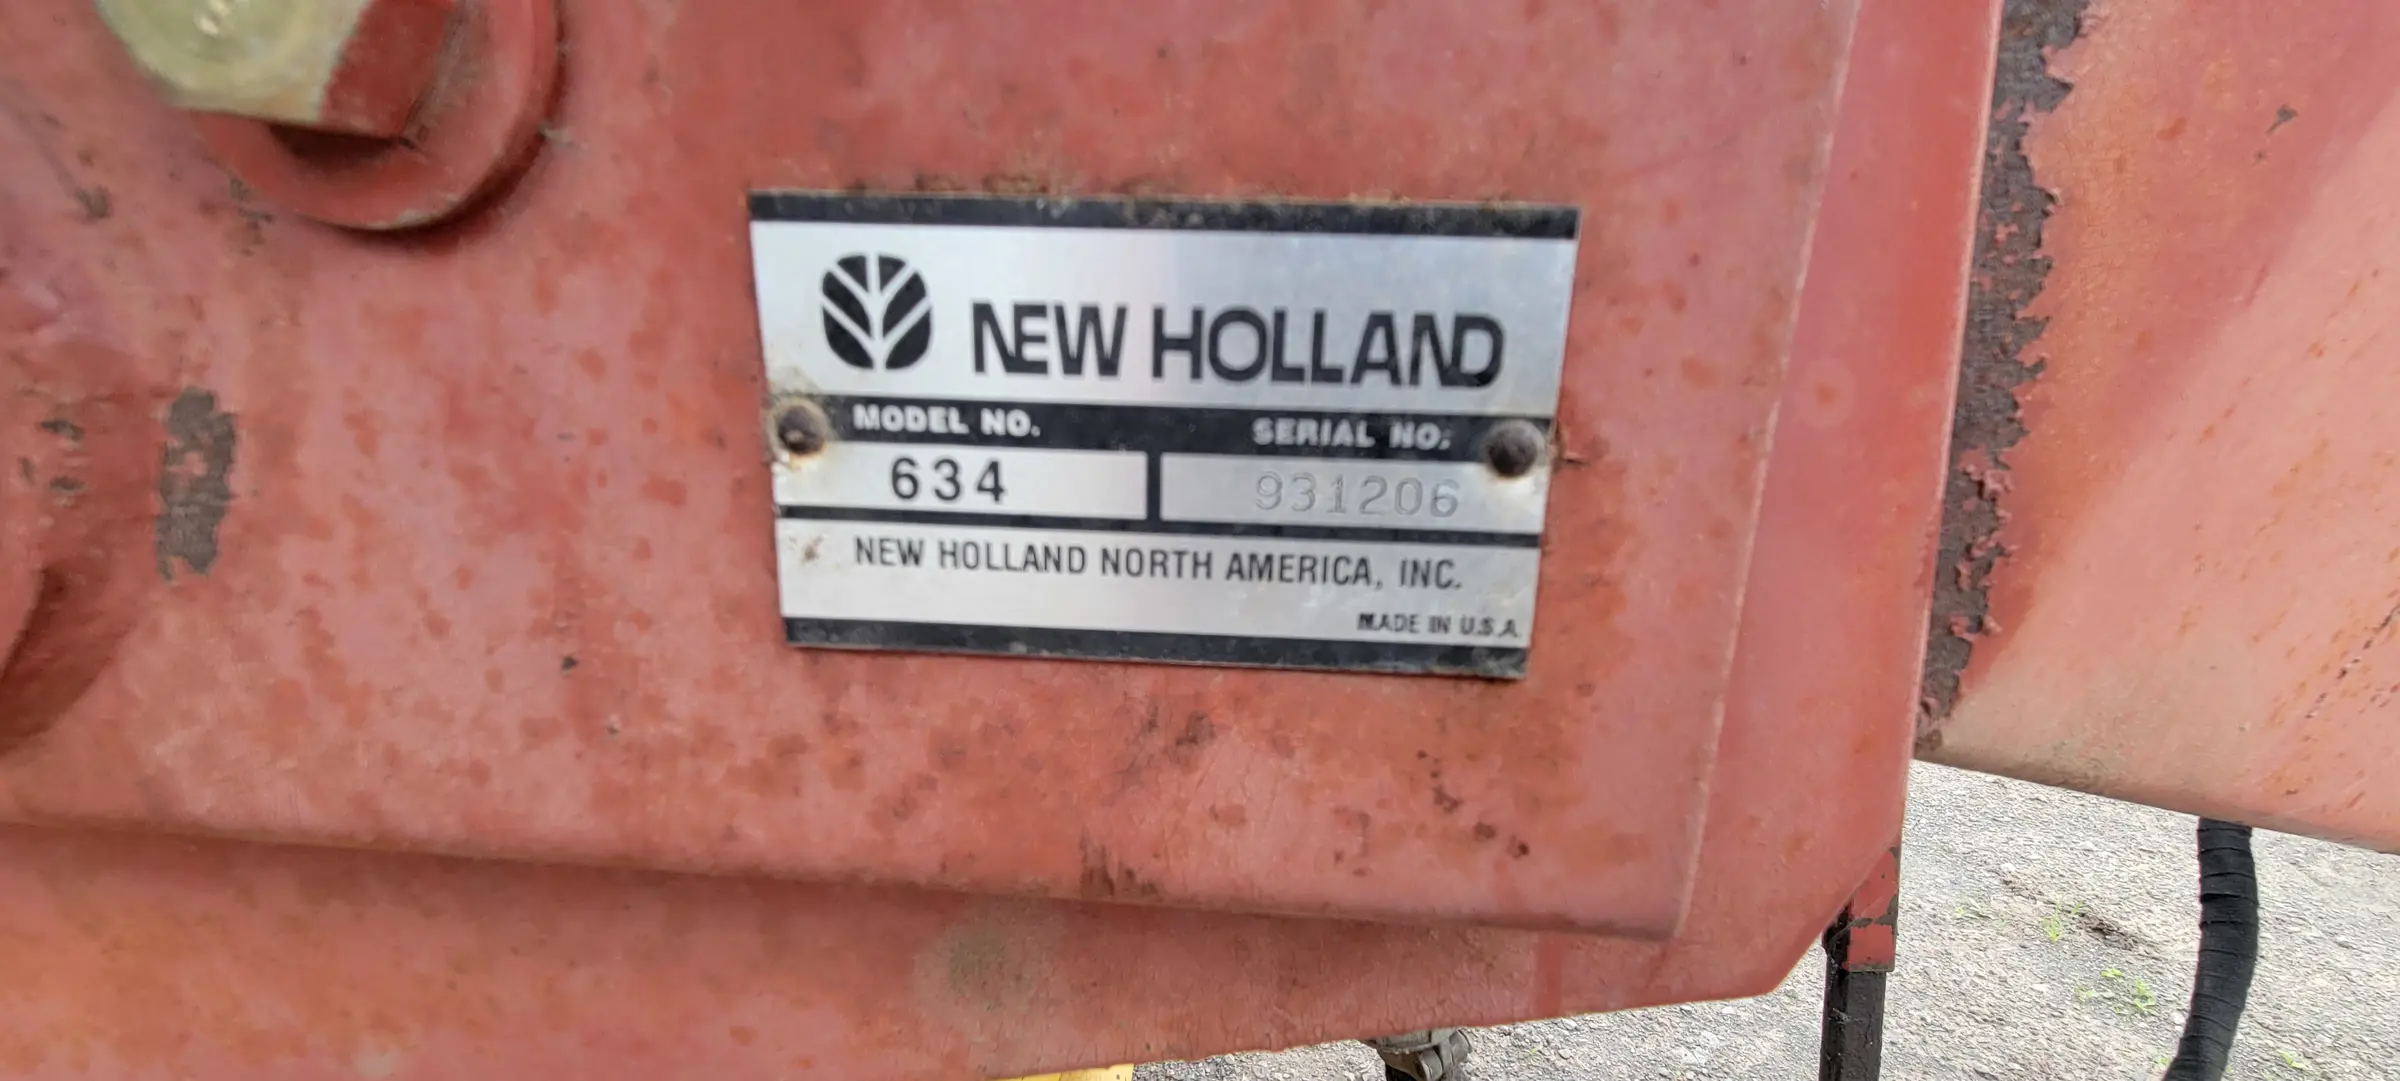 NEW HOLLAND
MODEL NO. SERIAL NO.
634 931206
NEW HOLLAND NORTH AMERICA, INC.
MADE IN U.S.A.